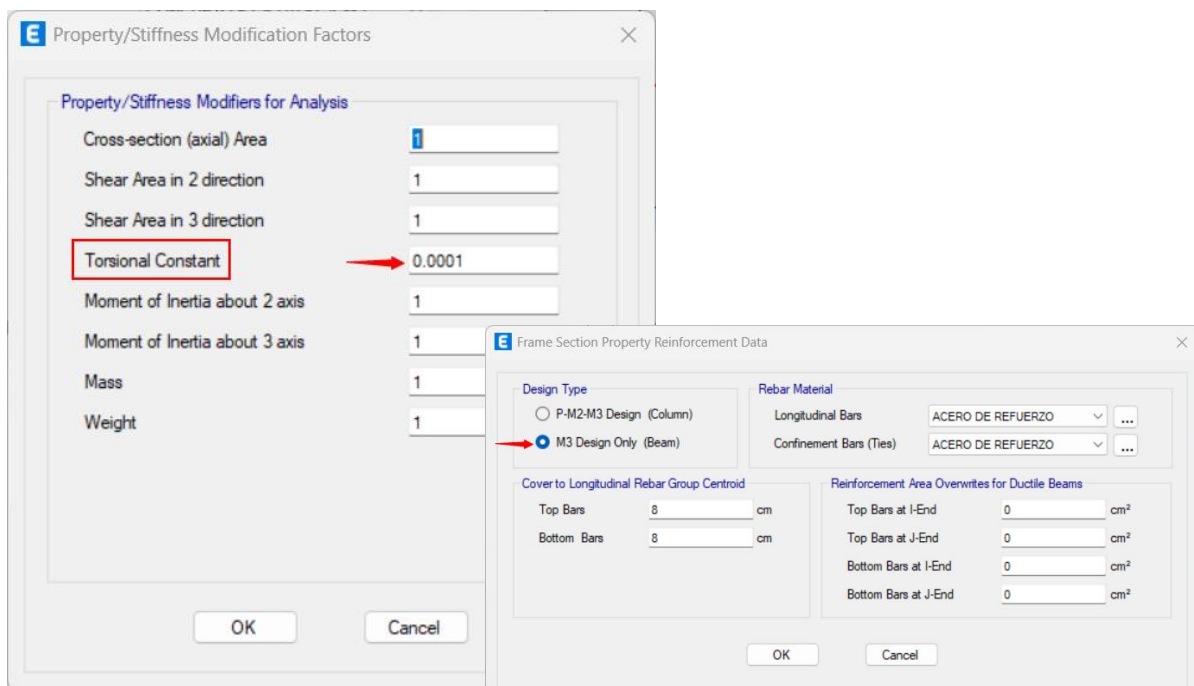 E Property/Stiffness Modification Factors
Property/Stiffness Modifiers for Analysis
Cross-section (axial) Area 1
Shear Area in 2 direction 1
Shear Area in 3 direction 1
Torsional Constant 0.0001
Moment of Inertia about 2 axis 1
Moment of Inertia about 3 axis 1
Mass 1
Weight 1
OK Cancel
E Frame Section Property Reinforcement Data
Design Type
P-M2-M3 Design (Column)
M3 Design Only (Beam)
Rebar Material
Longitudinal Bars ACERO DE REFUERZO ...
Confinement Bars (Ties) ACERO DE REFUERZO ...
Cover to Longitudinal Rebar Group Centroid
Top Bars 8 cm
Bottom Bars 8 cm
Reinforcement Area Overwrites for Ductile Beams
Top Bars at I-End 0 cm²
Top Bars at J-End 0 cm²
Bottom Bars at I-End 0 cm²
Bottom Bars at J-End 0 cm²
OK Cancel